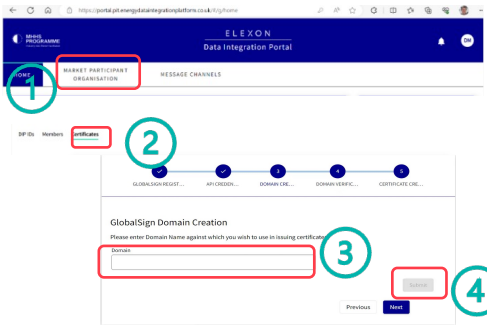 https://portal.pit.energydataintegrationplatform.co.uk/#/g/home
MHHS
PROGRAMME
ELEXON
Data Integration Portal
DM
HOME
MARKET PARTICIPANT
ORGANISATION
MESSAGE CHANNELS
1
DIP IDs Members Certificates
2
3 4 5
GLOBALSIGN REGIST... API CREDEN... DOMAIN CRE... DOMAIN VERIFIC... CERTIFICATE CRE...
GlobalSign Domain Creation
Please enter Domain Name against which you wish to use in issuing certificates
Domain
3
Submit
4
Previous Next